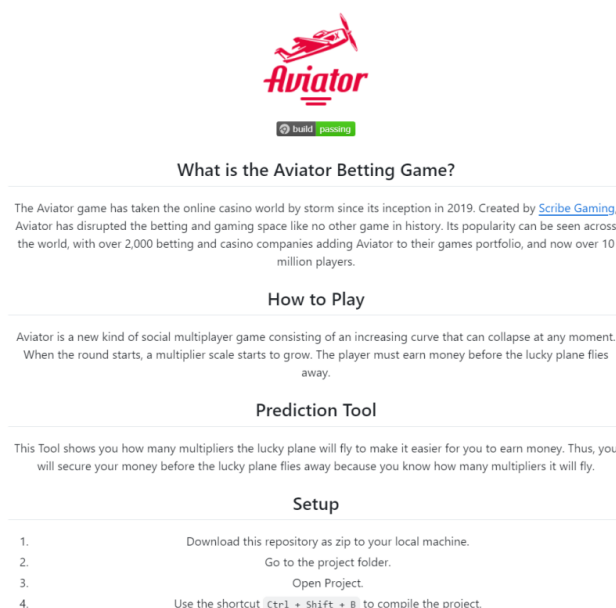 Aviator
build passing
What is the Aviator Betting Game?
The Aviator game has taken the online casino world by storm since its inception in 2019. Created by Scribe Gaming,
Aviator has disrupted the betting and gaming space like no other game in history. Its popularity can be seen across
the world, with over 2,000 betting and casino companies adding Aviator to their games portfolio, and now over 10
million players.
How to Play
Aviator is a new kind of social multiplayer game consisting of an increasing curve that can collapse at any moment.
When the round starts, a multiplier scale starts to grow. The player must earn money before the lucky plane flies
away.
Prediction Tool
This Tool shows you how many multipliers the lucky plane will fly to make it easier for you to earn money. Thus, you
will secure your money before the lucky plane flies away because you know how many multipliers it will fly.
Setup
1. Download this repository as zip to your local machine.
2. Go to the project folder.
3. Open Project.
4. Use the shortcut Ctrl + Shift + B to compile the project.